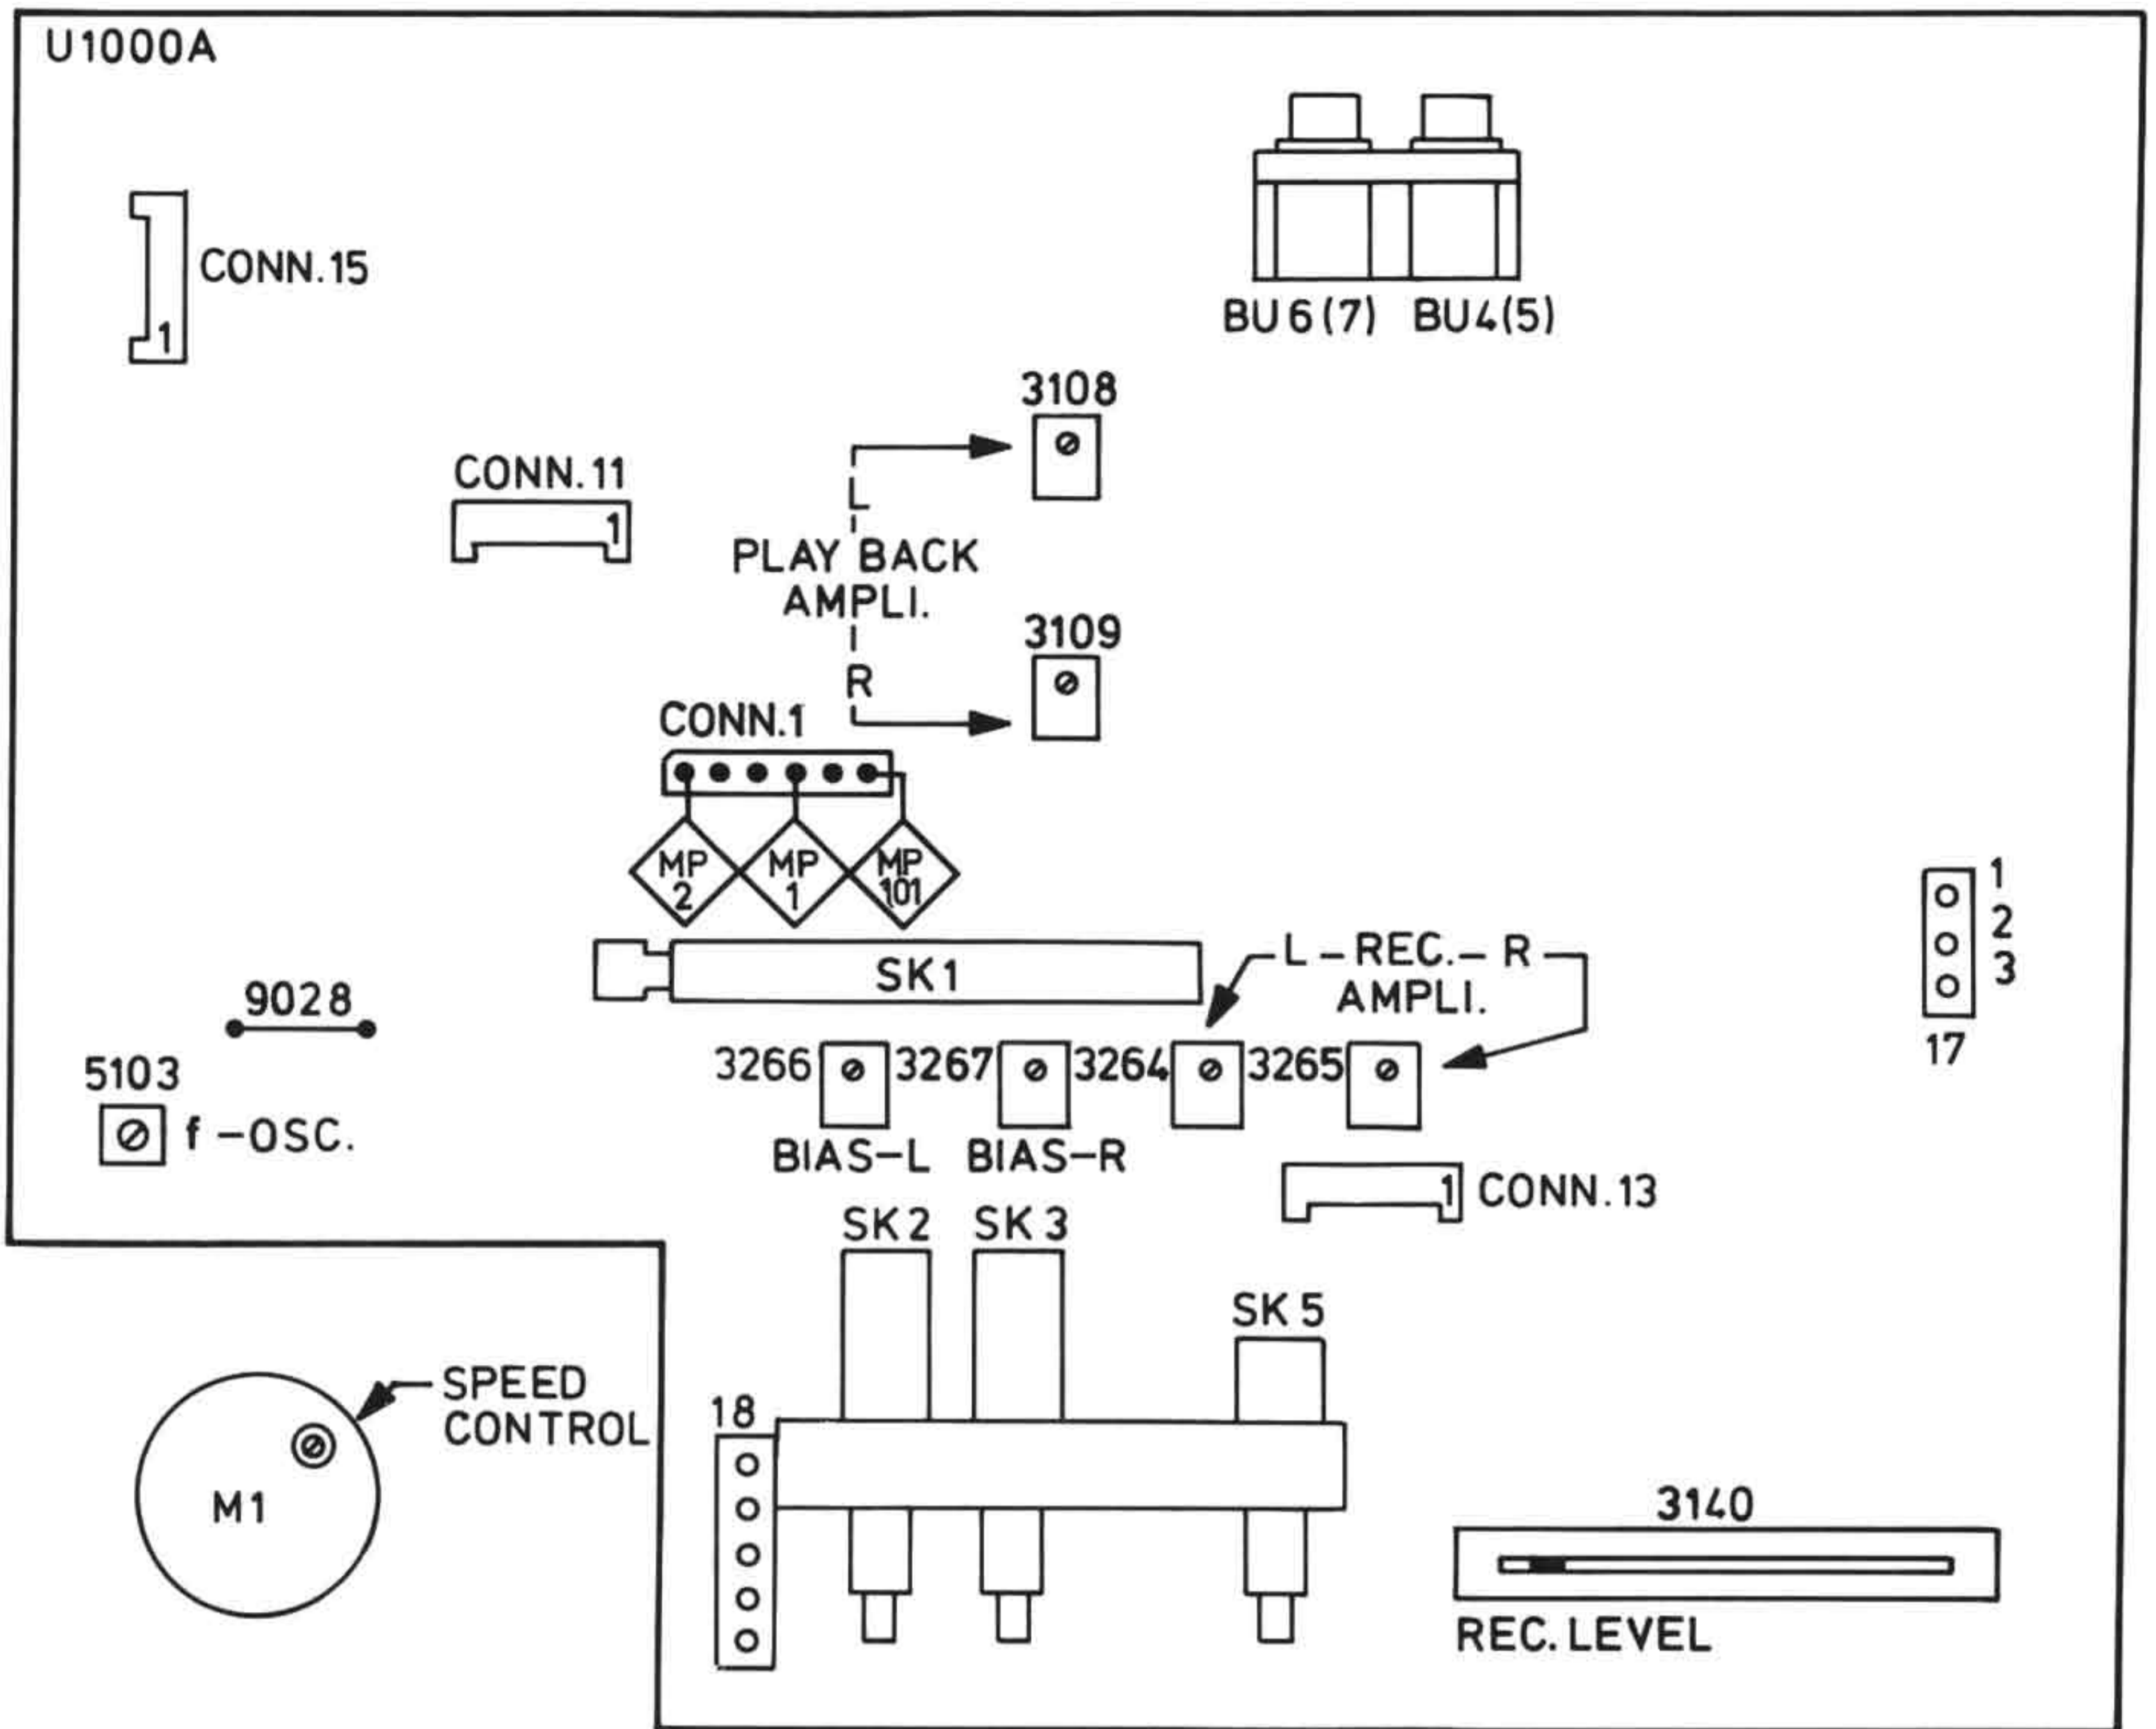 U1000A
CONN.15
1
BU6(7) BU4(5)
3108
L
CONN.11
1
PLAY BACK
AMPLI.
3109
R
CONN.1
MP
2
MP
1
MP
101
1
2
3
17
SK1
L-REC.-R
AMPLI.
9028
5103
f-OSC.
3266 3267 3264 3265
BIAS-L BIAS-R
1 CONN.13
SK2 SK3
SK5
SPEED
CONTROL
M1
18
3140
REC.LEVEL